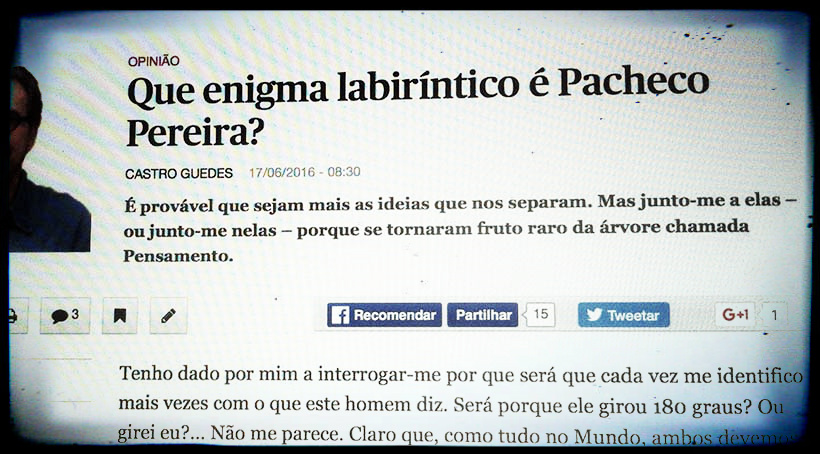 OPINIÃO
Que enigma labiríntico é Pacheco
Pereira?
CASTRO GUEDES 17/06/2016 - 08:30
É provável que sejam mais as ideias que nos separam. Mas junto-me a elas –
ou junto-me nelas – porque se tornaram fruto raro da árvore chamada
Pensamento.
3
Recomendar Partilhar 15 Tweetar G+1 1
Tenho dado por mim a interrogar-me por que será que cada vez me identifico
mais vezes com o que este homem diz. Será porque ele girou 180 graus? Ou
girei eu?... Não me parece. Claro que, como tudo no Mundo, ambos